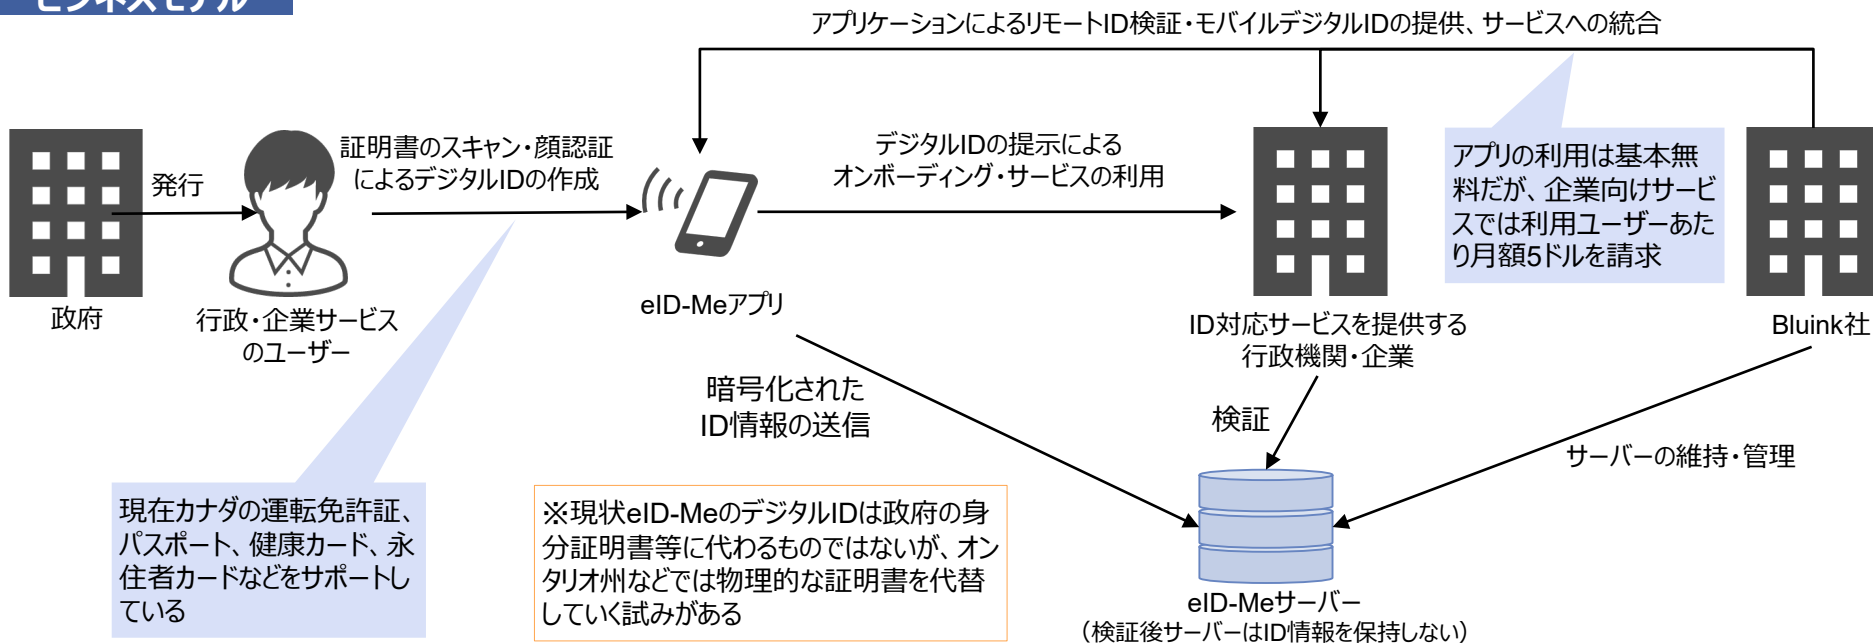 ビジネスモデル
アプリケーションによるリモートID検証・モバイルデジタルIDの提供、サービスへの統合
発行
証明書のスキャン・顔認証
によるデジタルIDの作成
デジタルIDの提示による
オンボーディング・サービスの利用
アプリの利用は基本無
料だが、企業向けサービ
スでは利用ユーザーあた
り月額5ドルを請求
政府
行政・企業サービス
のユーザー
eID-Meアプリ
ID対応サービスを提供する
行政機関・企業
Bluink社
暗号化された
ID情報の送信
検証
サーバーの維持・管理
現在カナダの運転免許証、
パスポート、健康カード、永
住者カードなどをサポートし
ている
※現状eID-MeのデジタルIDは政府の身
分証明書等に代わるものではないが、オン
タリオ州などでは物理的な証明書を代替
していく試みがある
eID-Meサーバー
（検証後サーバーはID情報を保持しない）